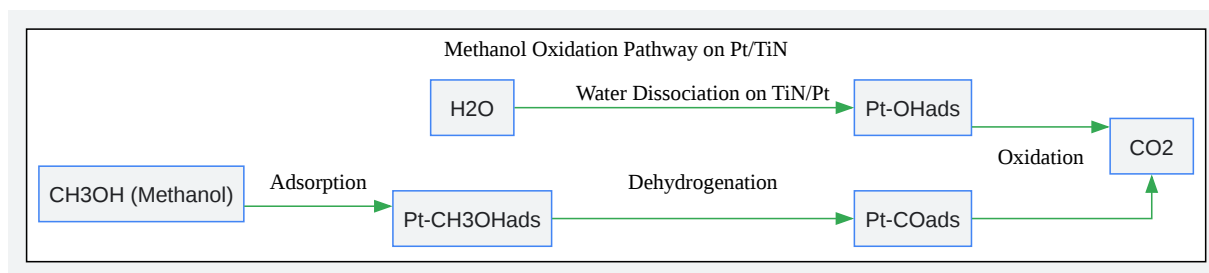 Methanol Oxidation Pathway on Pt/TiN
H2O
Water Dissociation on TiN/Pt
Pt-OHads
CO2
Oxidation
CH3OH (Methanol)
Adsorption
Pt-CH3OHads
Dehydrogenation
Pt-COads